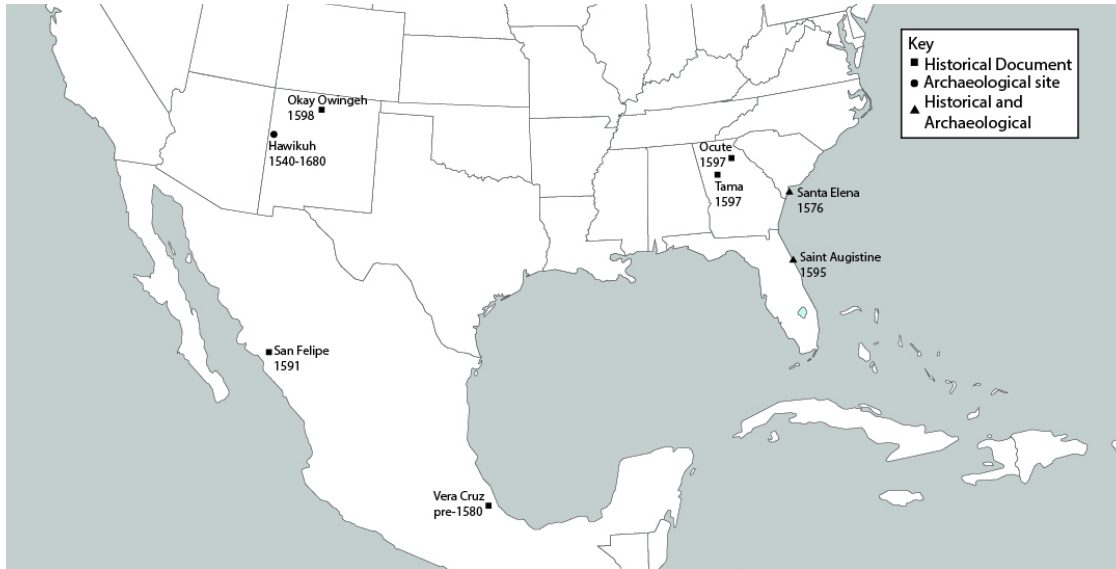 Key
Historical Document
Archaeological site
Historical and
Archaeological
Okay Owingeh
1598
Hawikuh
1540-1680
Ocute
1597
Tama
1597
Santa Elena
1576
Saint Augistine
1595
San Felipe
1591
Vera Cruz
pre-1580